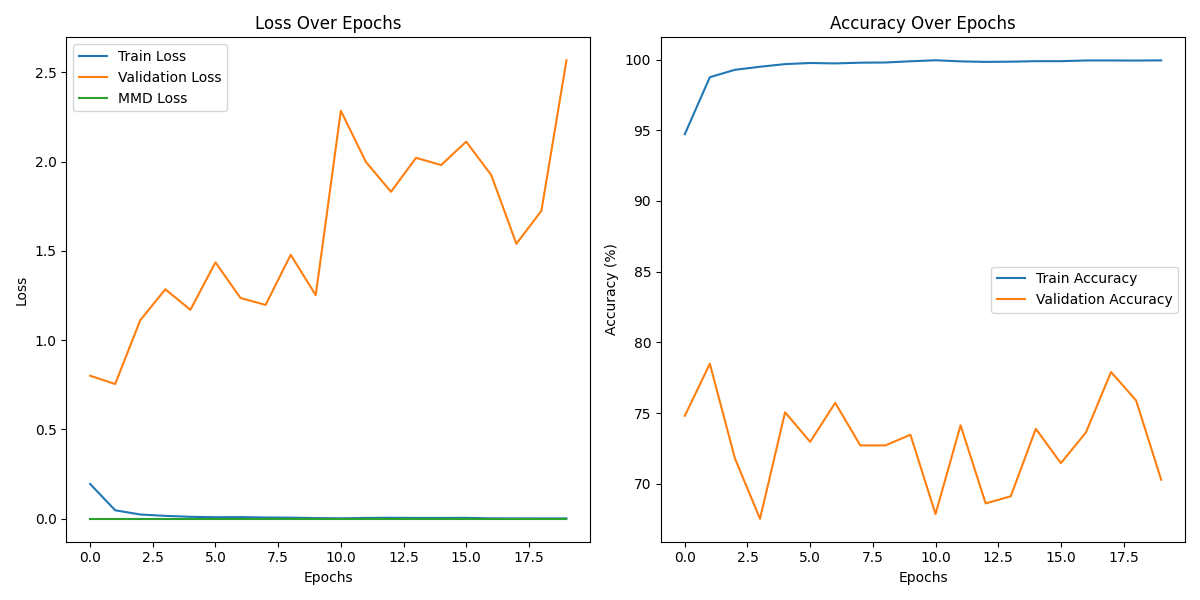 Loss Over Epochs
Train Loss
Validation Loss
MMD Loss
2.5
2.0
1.5
1.0
0.5
0.0
Loss
0.0 2.5 5.0 7.5 10.0 12.5 15.0 17.5
Epochs
Accuracy Over Epochs
100
95
90
85
80
75
70
Accuracy (%)
Train Accuracy
Validation Accuracy
0.0 2.5 5.0 7.5 10.0 12.5 15.0 17.5
Epochs